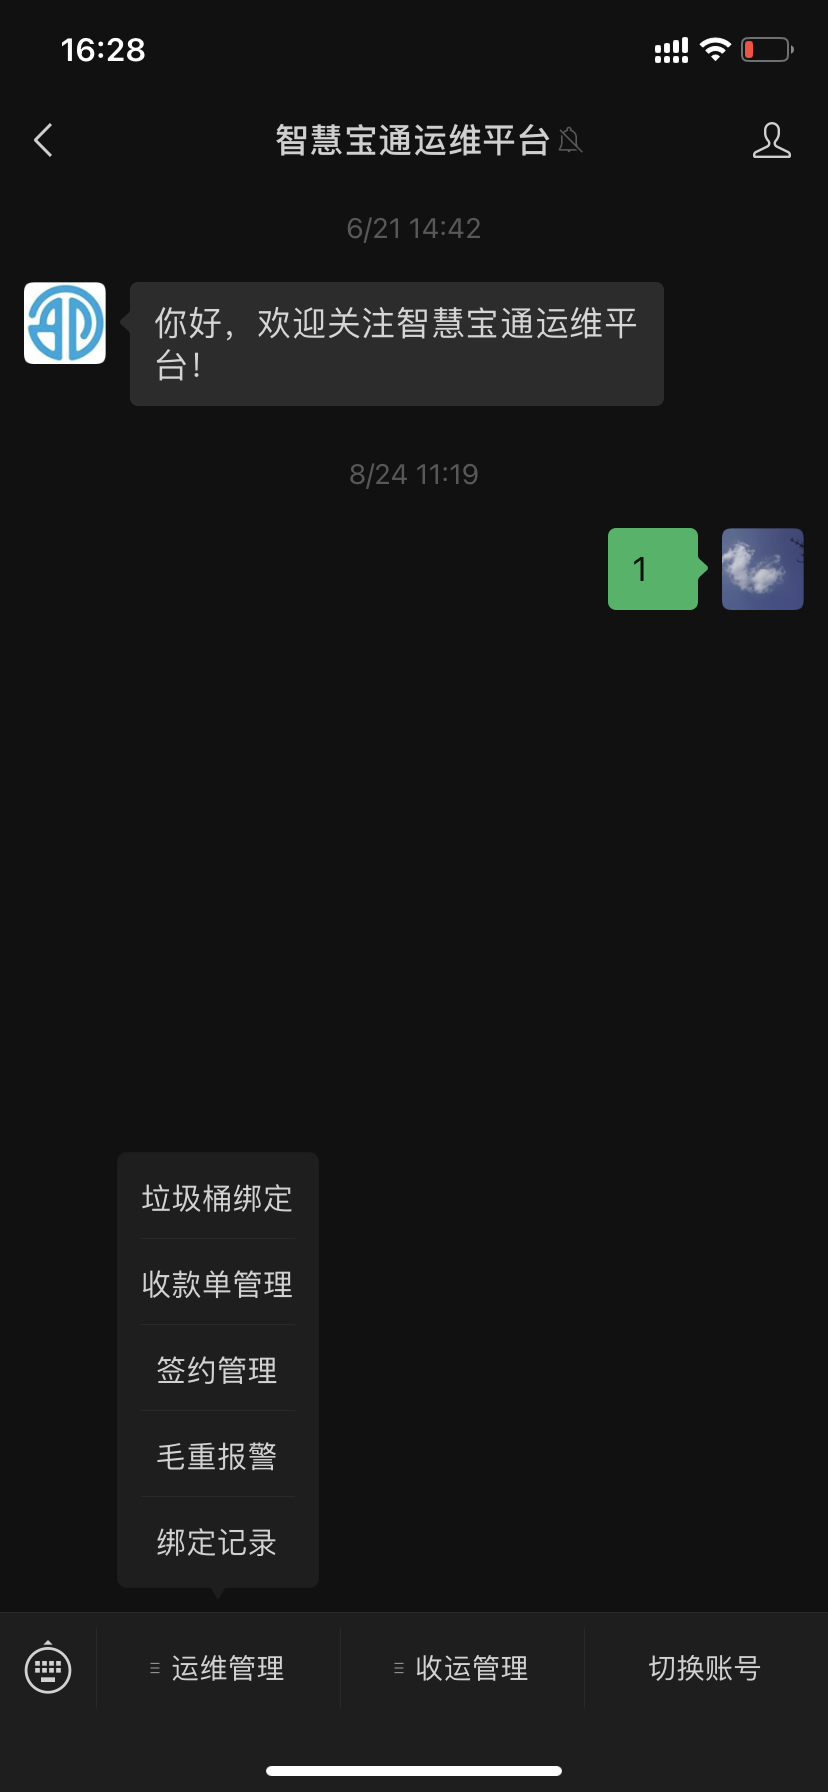 16:28
智慧宝通运维平台
6/21 14:42
你好，欢迎关注智慧宝通运维平
台！
8/24 11:19
1
垃圾桶绑定
收款单管理
签约管理
毛重报警
绑定记录
运维管理
收运管理
切换账号